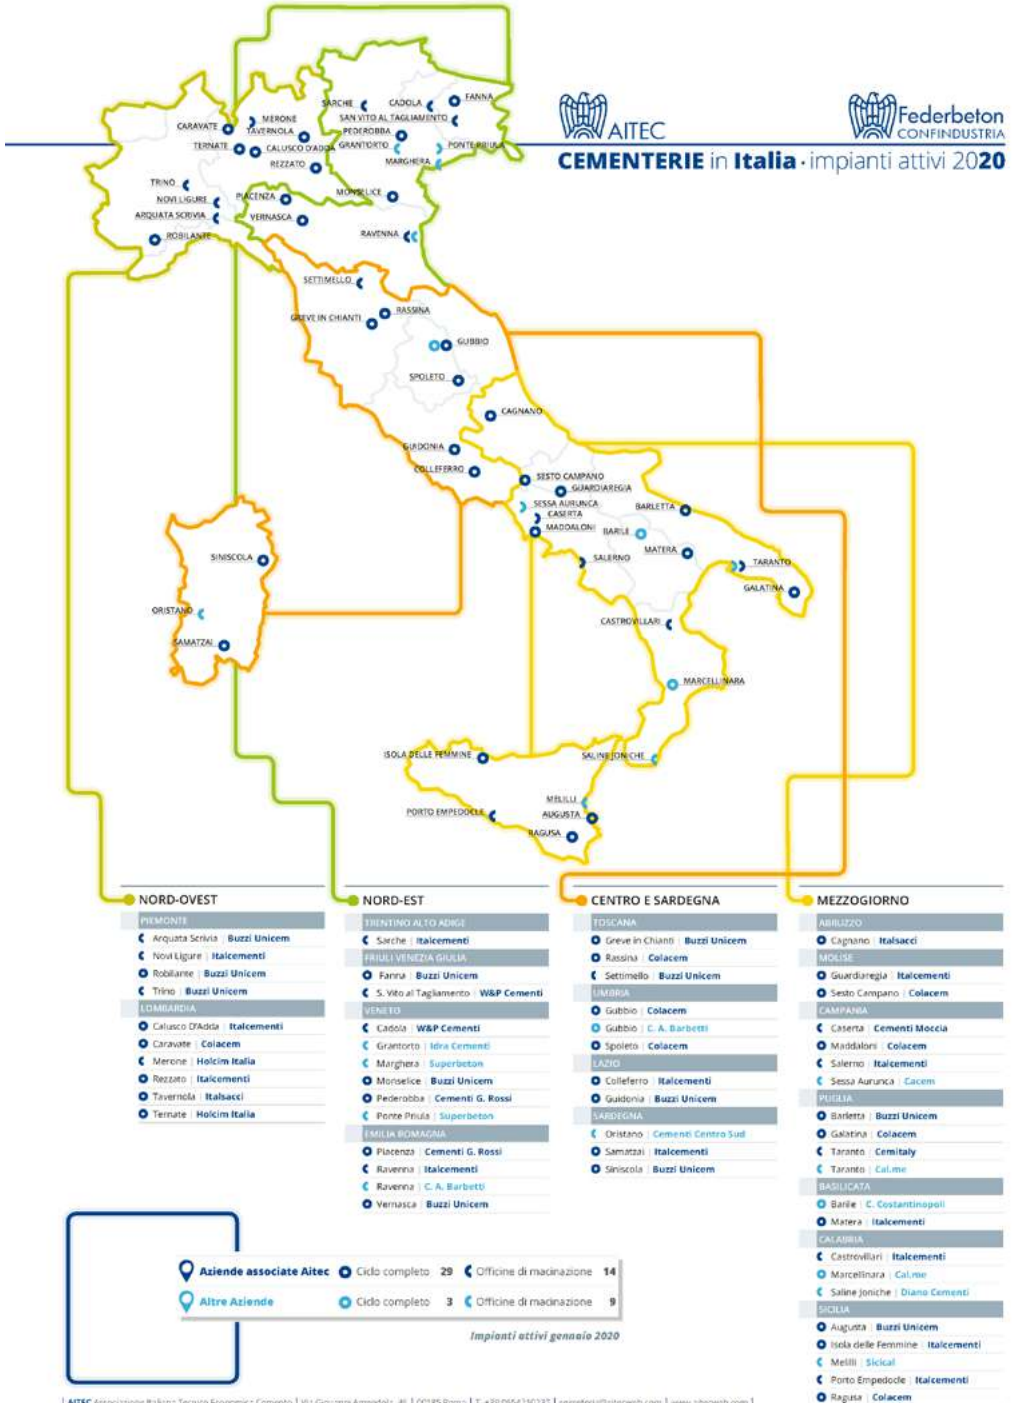 AITEC
Federbeton
CONFINDUSTRIA
CEMENTERIE in Italia · impianti attivi 2020
SARCHE
CADOLA
FANNA
SAN VITO AL TAGLIAMENTO
MERONE
CARAVATE
TAVERNOLA
PEDEROBBA
TERNATE
CALUSCO D'ADDA
GRANTORTO
PONTE PRIULA
REZZATO
MARGHERA
TRINO
MONSELICE
NOVI LIGURE
PIACENZA
ARQUATA SCRIVIA
VERNASCA
ROBILANTE
RAVENNA
SETTIMELLO
RASSINA
GREVE IN CHIANTI
GUBBIO
SPOLETO
CAGNANO
GUIDONIA
COLLEFERRO
SESTO CAMPANO
GUARDIAREGIA
SESSA AURUNCA
BARLETTA
CASERTA
MADDALONI
BARILE
MATERA
SINISCOLA
SALERNO
TARANTO
GALATINA
ORISTANO
CASTROVILLARI
SAMATZAI
MARCELLINARA
ISOLA DELLE FEMMINE
SALINE JONICHE
MELILLI
PORTO EMPEDOCLE
AUGUSTA
RAGUSA
NORD-OVEST
PIEMONTE
Arquata Scrivia | Buzzi Unicem
Novi Ligure | Italcementi
Robilante | Buzzi Unicem
Trino | Buzzi Unicem
LOMBARDIA
Calusco D'Adda | Italcementi
Caravate | Colacem
Merone | Holcim Italia
Rezzato | Italcementi
Tavernola | Italsacci
Ternate | Holcim Italia
NORD-EST
TRENTINO ALTO ADIGE
Sarche | Italcementi
FRIULI VENEZIA GIULIA
Fanna | Buzzi Unicem
S. Vito al Tagliamento | W&P Cementi
VENETO
Cadola | W&P Cementi
Grantorto | Idra Cementi
Marghera | Superbeton
Monselice | Buzzi Unicem
Pederobba | Cementi G. Rossi
Ponte Priula | Superbeton
EMILIA ROMAGNA
Piacenza | Cementi G. Rossi
Ravenna | Italcementi
Ravenna | C. A. Barbetti
Vernasca | Buzzi Unicem
CENTRO E SARDEGNA
TOSCANA
Greve in Chianti | Buzzi Unicem
Rassina | Colacem
Settimello | Buzzi Unicem
UMBRIA
Gubbio | Colacem
Gubbio | C. A. Barbetti
Spoleto | Colacem
LAZIO
Colleferro | Italcementi
Guidonia | Buzzi Unicem
SARDEGNA
Oristano | Cementi Centro Sud
Samatzai | Italcementi
Siniscola | Buzzi Unicem
MEZZOGIORNO
ABRUZZO
Cagnano | Italsacci
MOLISE
Guardiaregia | Italcementi
Sesto Campano | Colacem
CAMPANIA
Caserta | Cementi Moccia
Maddaloni | Colacem
Salerno | Italcementi
Sessa Aurunca | Cacem
PUGLIA
Barletta | Buzzi Unicem
Galatina | Colacem
Taranto | Cemitaly
Taranto | Cal.me
BASILICATA
Barile | C. Costantinopoli
Matera | Italcementi
CALABRIA
Castrovillari | Italcementi
Marcellinara | Cal.me
Saline Joniche | Diano Cementi
SICILIA
Augusta | Buzzi Unicem
Isola delle Femmine | Italcementi
Melilli | Sicical
Porto Empedocle | Italcementi
Ragusa | Colacem
Aziende associate Aitec Ciclo completo 29 Officine di macinazione 14
Altre Aziende Ciclo completo 3 Officine di macinazione 9
Impianti attivi gennaio 2020